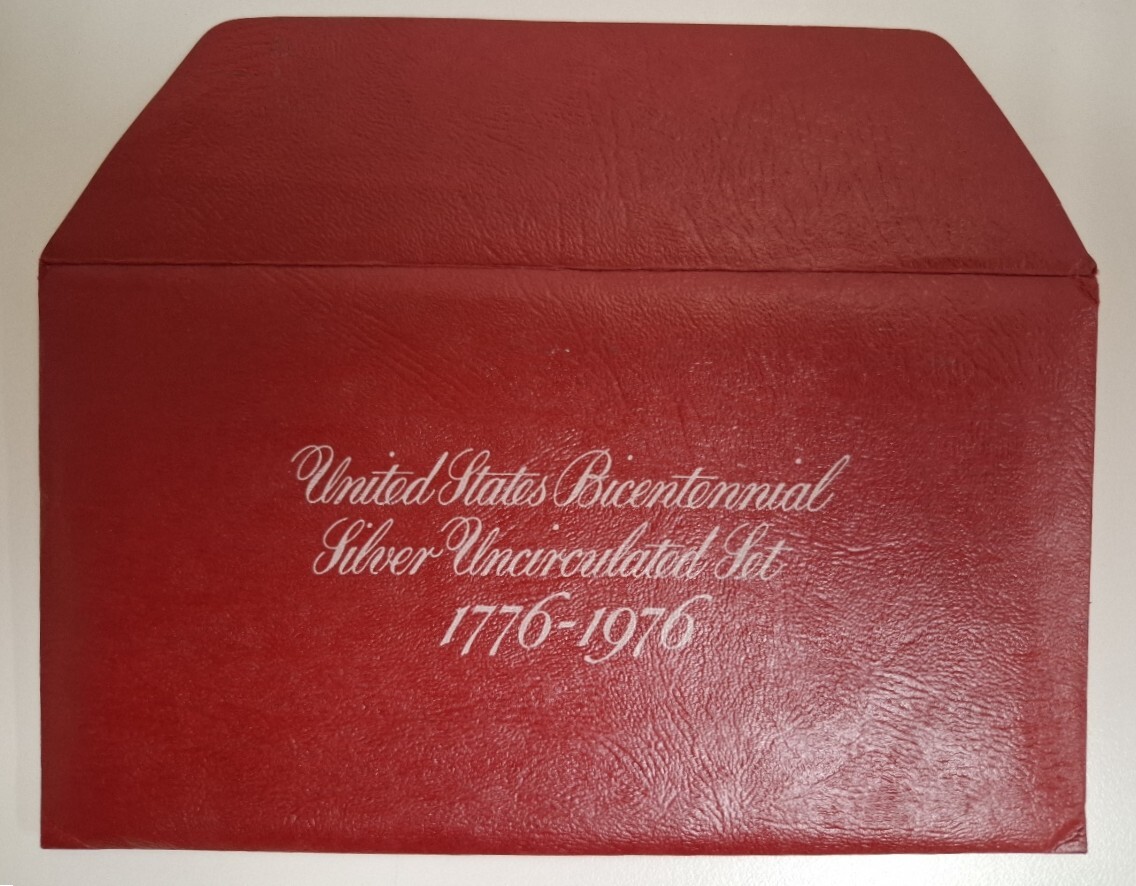 United States Bicentennial
Silver Uncirculated Set
1776-1976